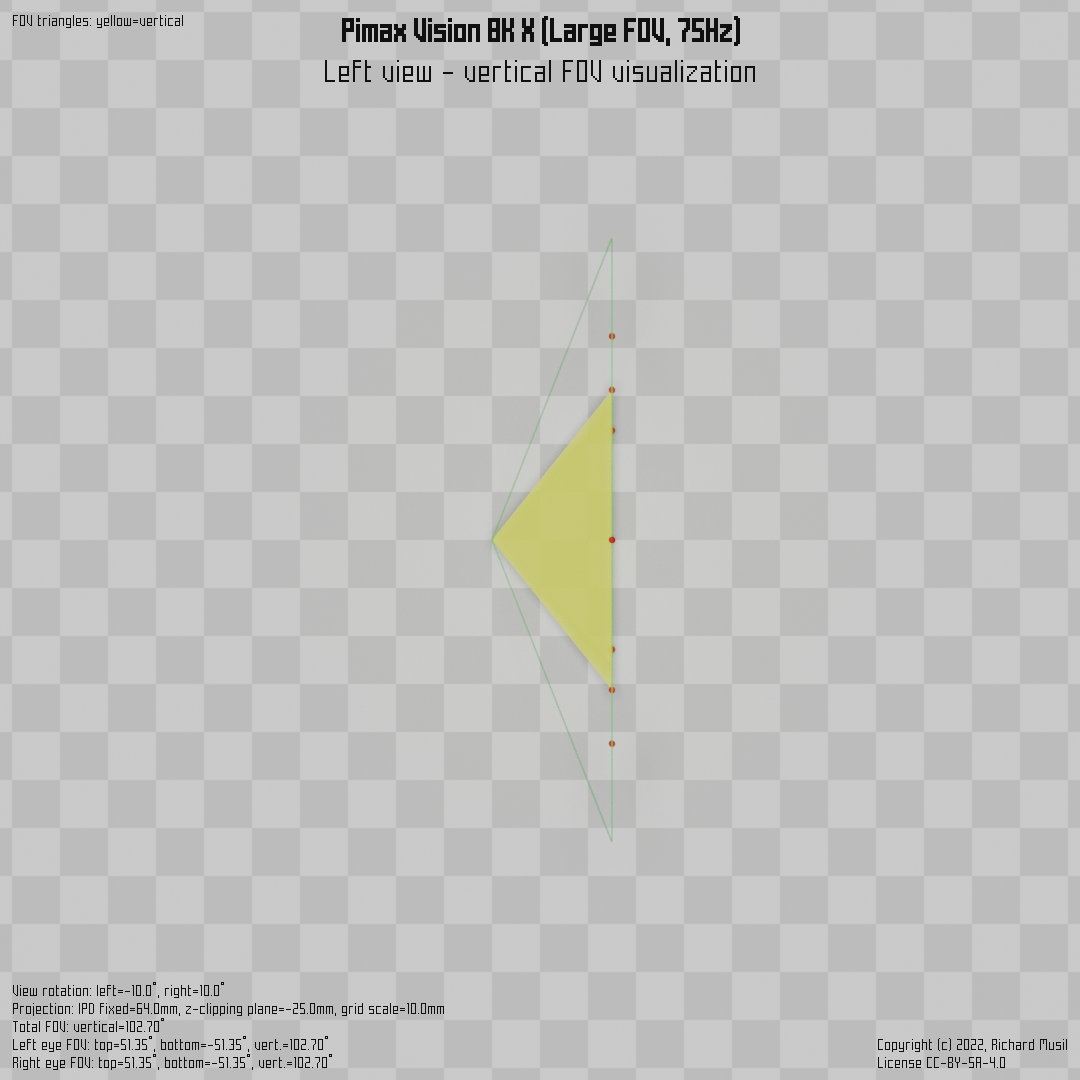 FOV triangles: yellow=vertical
Pimax Vision 8K X (Large FOV, 75Hz)
Left view - vertical FOV visualization
View rotation: left=-10.0°, right=10.0°
Projection: IPD fixed=64.0mm, z-clipping plane=-25.0mm, grid scale=10.0mm
Total FOV: vertical=102.70°
Left eye FOV: top=51.35°, bottom=-51.35°, vert.=102.70°
Right eye FOV: top=51.35°, bottom=-51.35°, vert.=102.70°
Copyright (c) 2022, Richard Musil
License CC-BY-SA-4.0